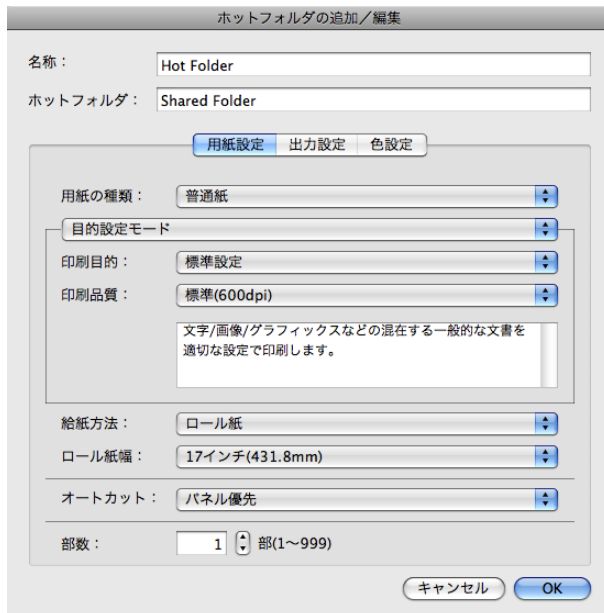 ホットフォルダの追加／編集
名称： Hot Folder
ホットフォルダ： Shared Folder
用紙設定 出力設定 色設定
用紙の種類： 普通紙
目的設定モード
印刷目的： 標準設定
印刷品質： 標準(600dpi)
文字/画像/グラフィックスなどの混在する一般的な文書を
適切な設定で印刷します。
給紙方法： ロール紙
ロール紙幅： 17インチ(431.8mm)
オートカット： パネル優先
部数： 1 部(1〜999)
キャンセル OK